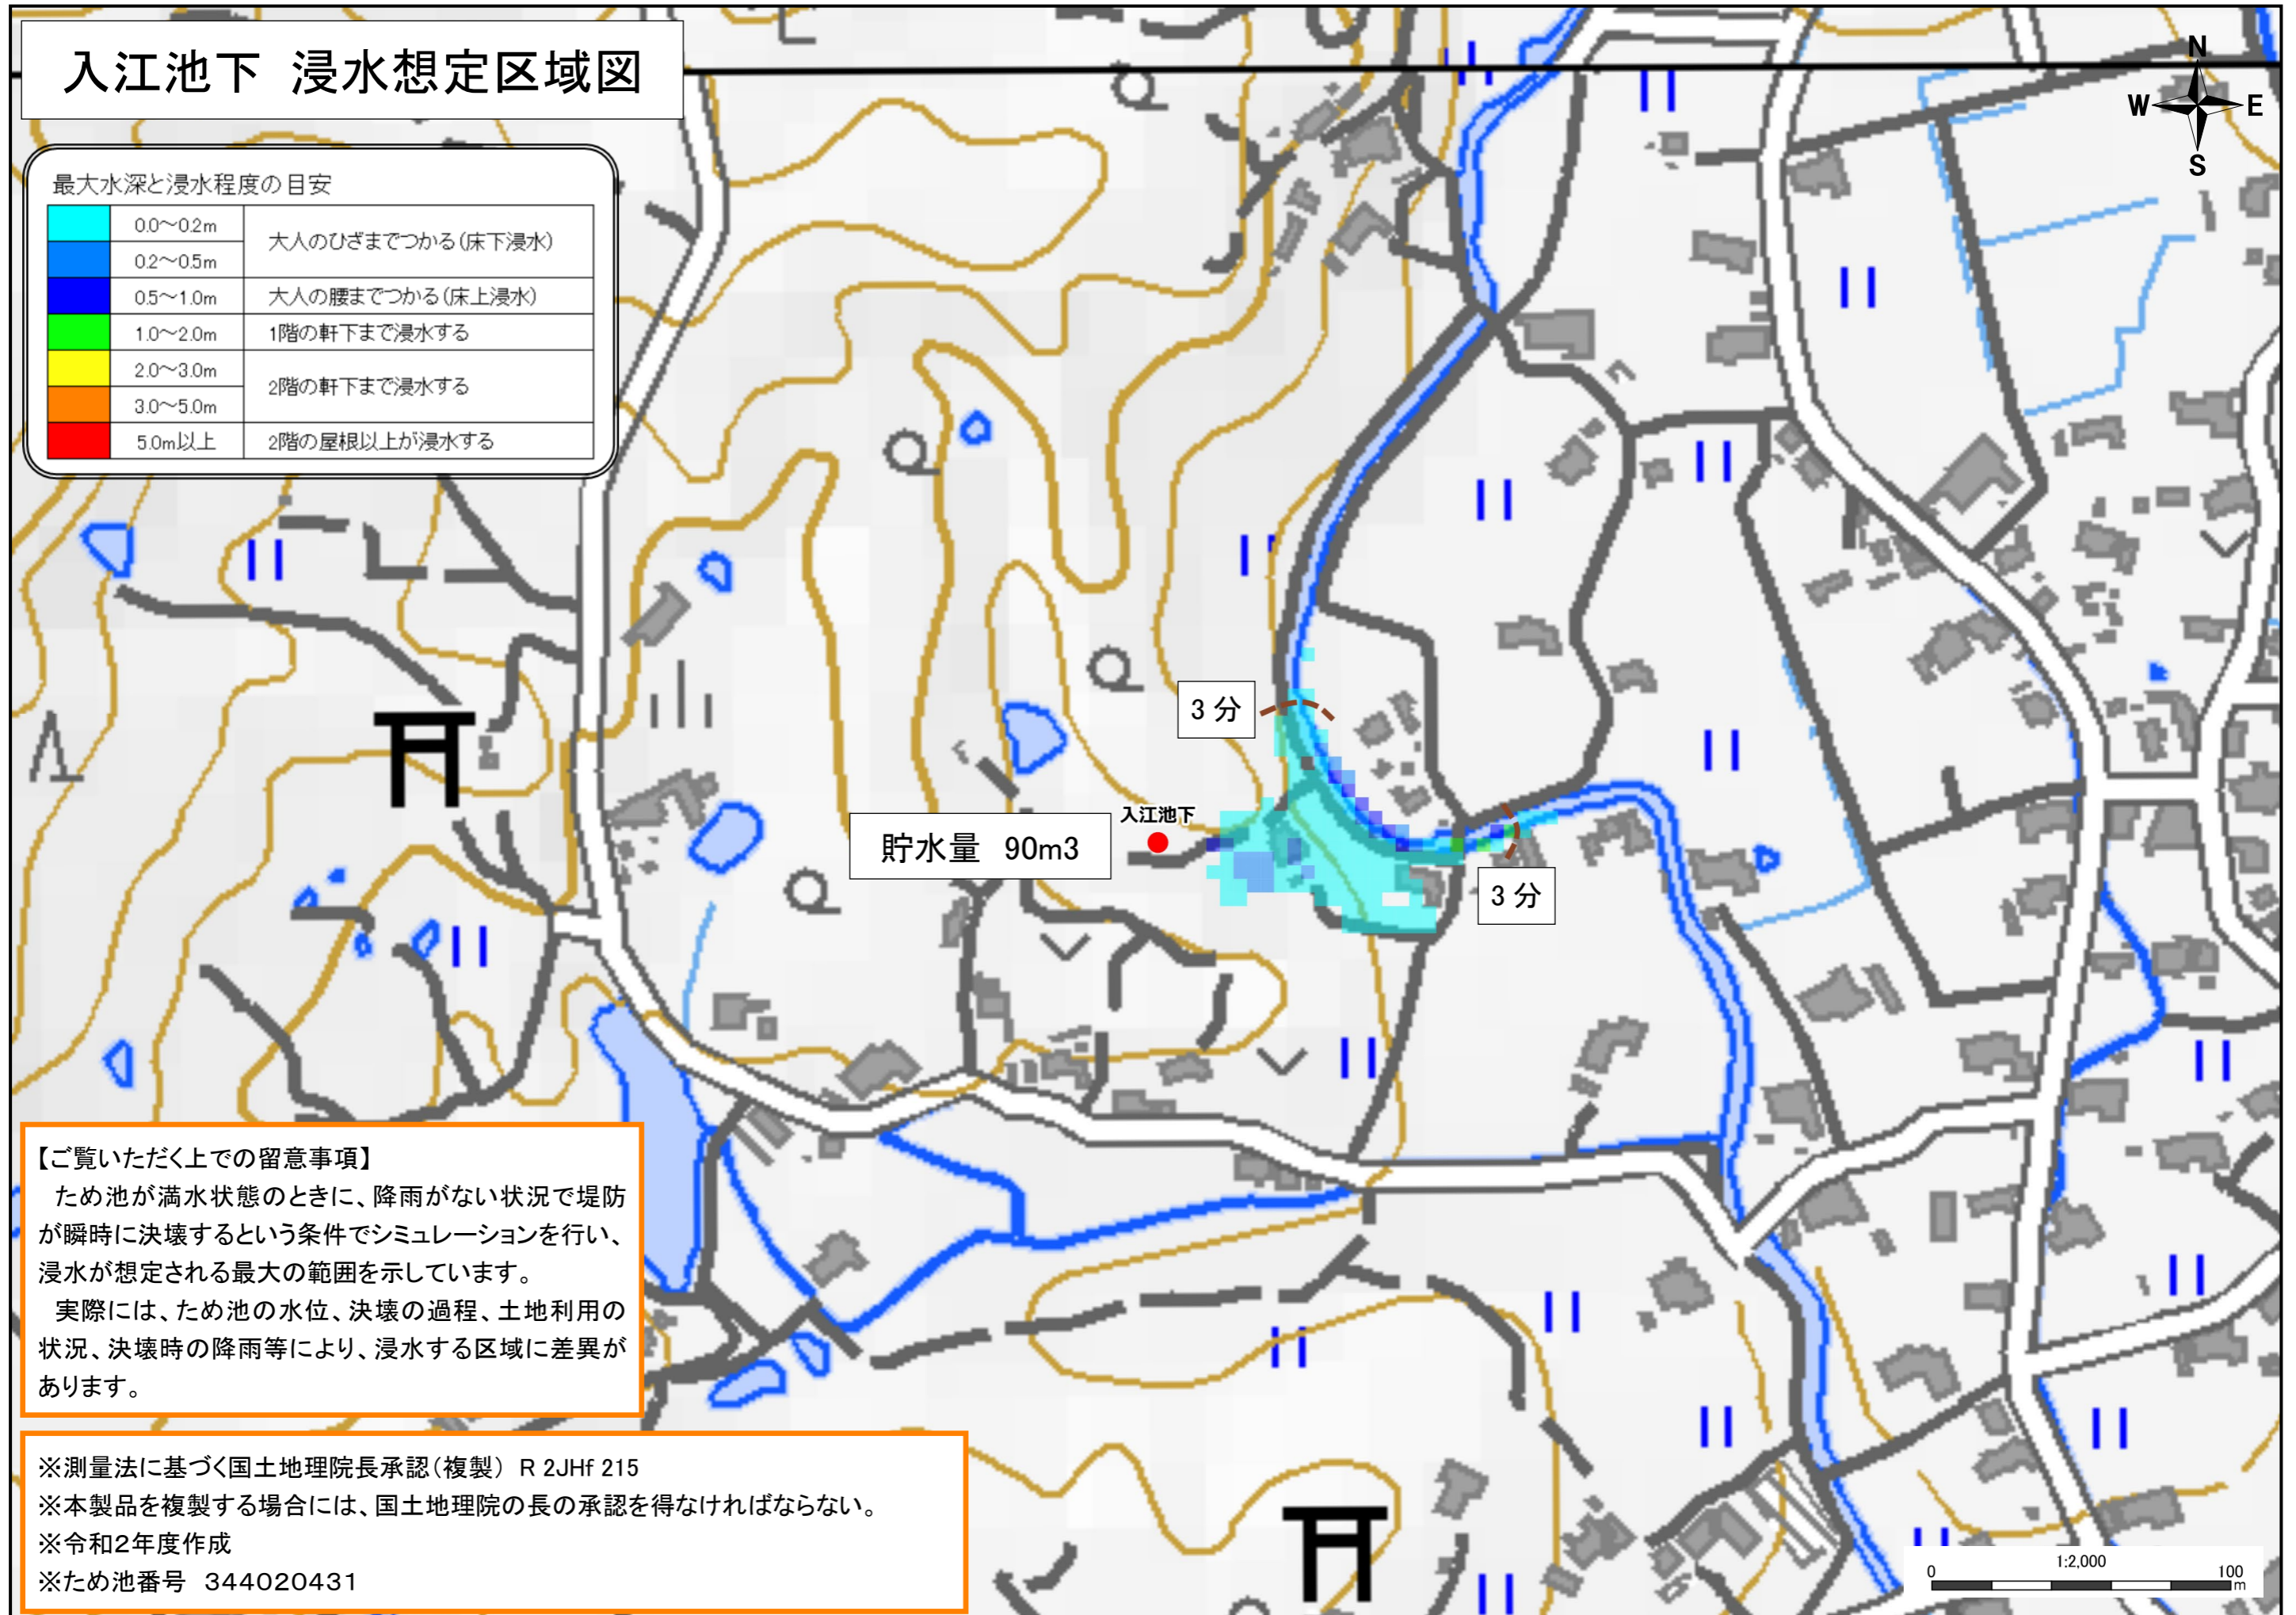 入江池下 浸水想定区域図
N
W E
S
最大水深と浸水程度の目安
0.0～0.2m
大人のひざまでつかる(床下浸水)
0.2～0.5m
0.5～1.0m 大人の腰までつかる(床上浸水)
1.0～2.0m 1階の軒下まで浸水する
2.0～3.0m
2階の軒下まで浸水する
3.0～5.0m
5.0m以上 2階の屋根以上が浸水する
3分
入江池下
貯水量 90m3
3分
【ご覧いただく上での留意事項】
ため池が満水状態のときに、降雨がない状況で堤防
が瞬時に決壊するという条件でシミュレーションを行い、
浸水が想定される最大の範囲を示しています。
実際には、ため池の水位、決壊の過程、土地利用の
状況、決壊時の降雨等により、浸水する区域に差異が
あります。
※測量法に基づく国土地理院長承認(複製) R 2JHf 215
※本製品を複製する場合には、国土地理院の長の承認を得なければならない。
※令和2年度作成
※ため池番号 344020431
1:2,000
0 100
m